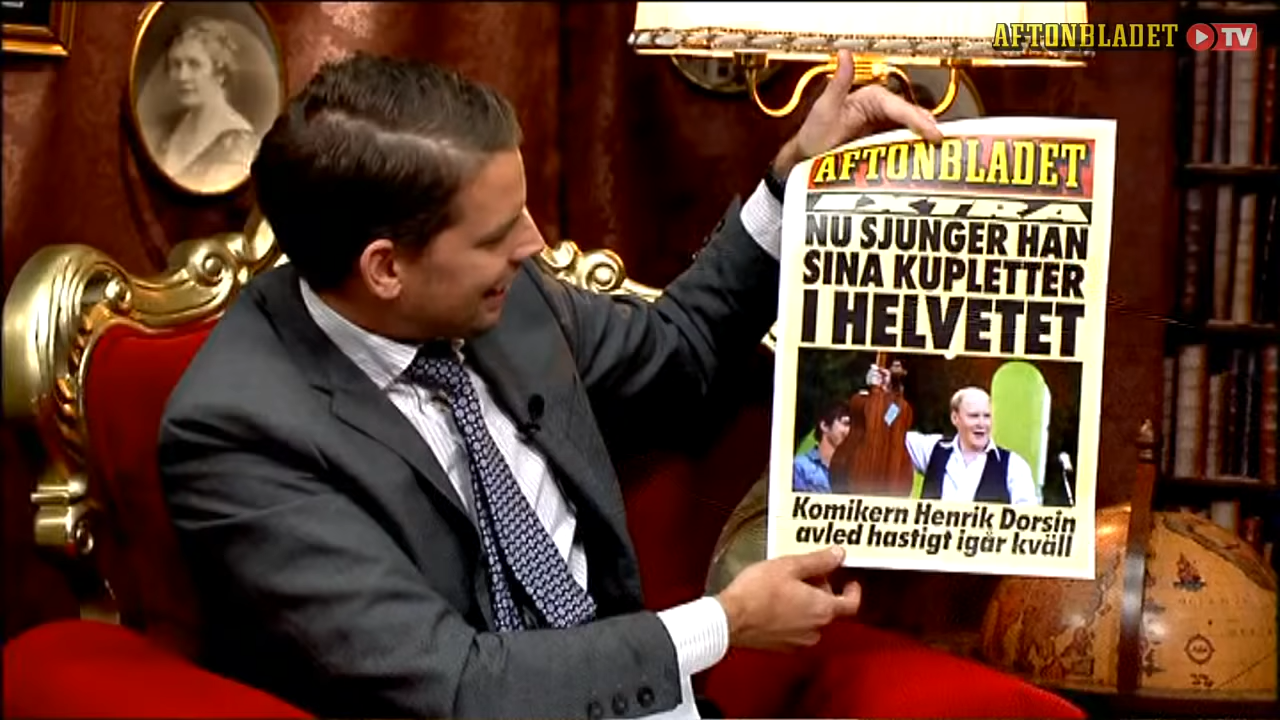 AFTONBLADET TV
AFTONBLADET
EXTRA
NU SJUNGER HAN
SINA KUPLETTER
I HELVETET
Komikern Henrik Dorsin
avled hastigt igår kväll